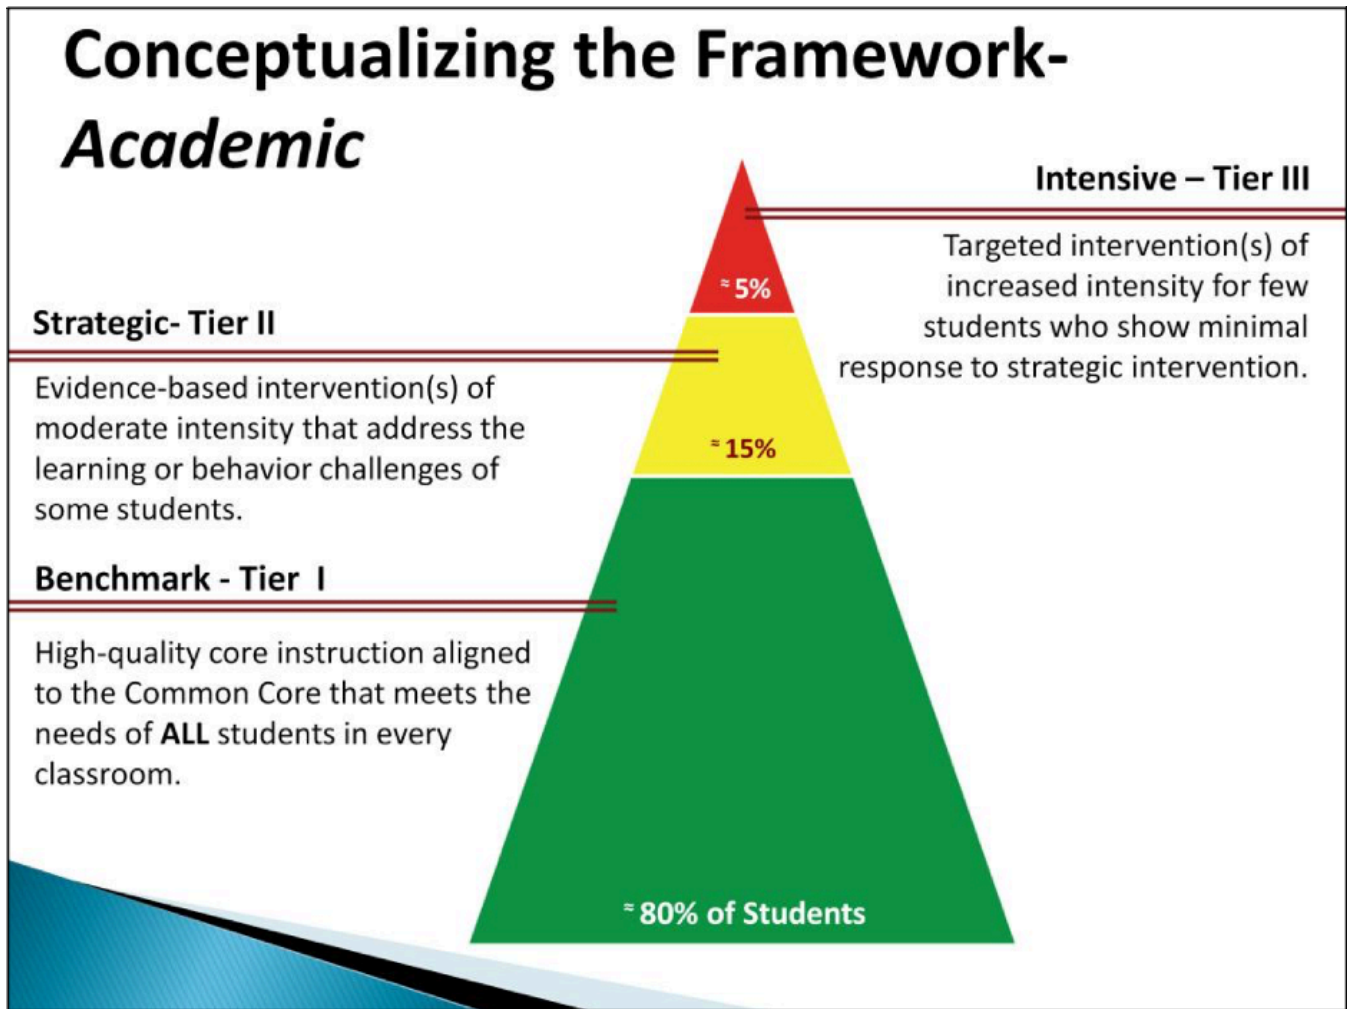 Conceptualizing the Framework-
Academic
Intensive – Tier III
Targeted intervention(s) of
increased intensity for few
students who show minimal
response to strategic intervention.
≈ 5%
Strategic- Tier II
Evidence-based intervention(s) of
moderate intensity that address the
learning or behavior challenges of
some students.
≈ 15%
Benchmark - Tier I
High-quality core instruction aligned
to the Common Core that meets the
needs of ALL students in every
classroom.
≈ 80% of Students